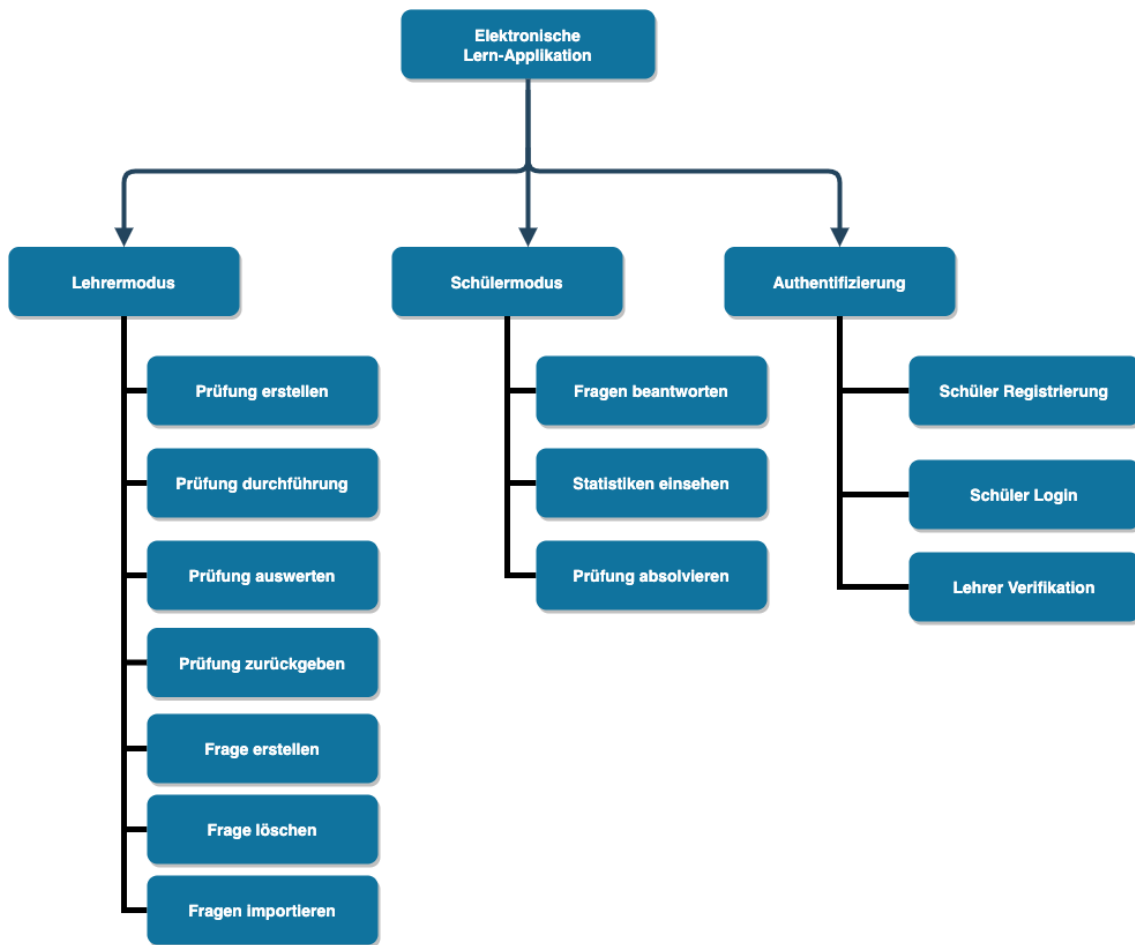 Elektronische
Lern-Applikation
Lehrermodus
Schülermodus
Authentifizierung
Prüfung erstellen
Prüfung durchführung
Prüfung auswerten
Prüfung zurückgeben
Frage erstellen
Frage löschen
Fragen importieren
Fragen beantworten
Statistiken einsehen
Prüfung absolvieren
Schüler Registrierung
Schüler Login
Lehrer Verifikation